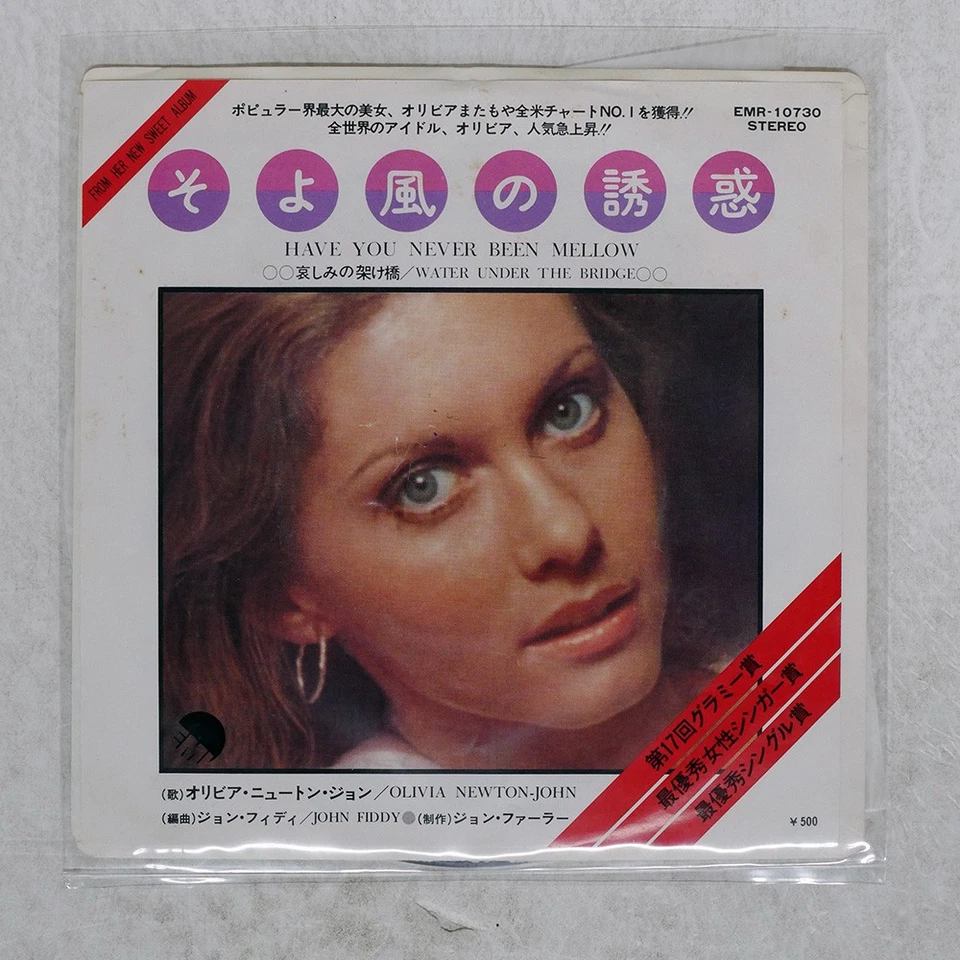 FROM HER NEW SWEET ALBUM
ポピュラー界最大の美女、オリビアまたもや全米チャートNO.1を獲得!!
全世界のアイドル、オリビア、人気急上昇!!
EMR-10730
STEREO
そよ風の誘惑
HAVE YOU NEVER BEEN MELLOW
○○哀しみの架け橋/WATER UNDER THE BRIDGE○○
EMI
第17回グラミー賞
最優秀女性シンガー賞
最優秀シングル賞
(歌)オリビア・ニュートン・ジョン/OLIVIA NEWTON-JOHN
(編曲)ジョン・フィディ/JOHN FIDDY●(制作)ジョン・ファーラー
¥500